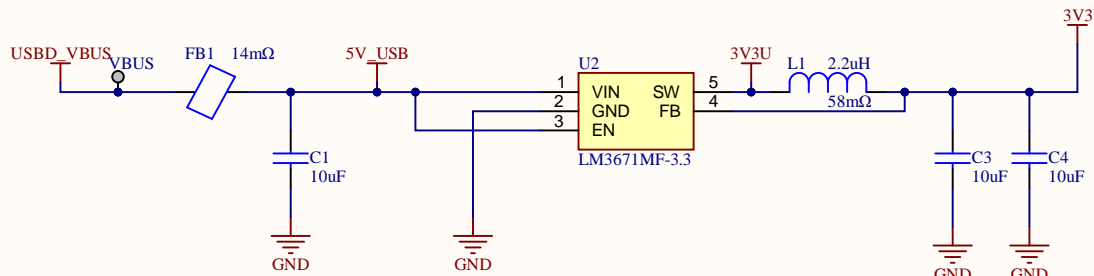 3V3
USBD_VBUS
VBUS
FB1 14mΩ
5V_USB
U2
3V3U
L1 2.2uH
58mΩ
1 VIN SW 5
2 GND FB 4
3 EN
LM3671MF-3.3
C1
10uF
C3
10uF
C4
10uF
GND
GND
GND
GND